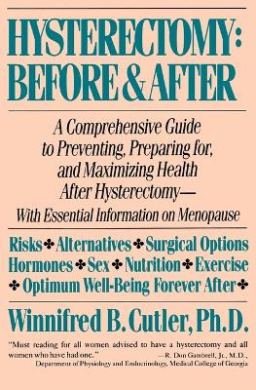 HYSTERECTOMY:
BEFORE & AFTER
A Comprehensive Guide
to Preventing, Preparing for,
and Maximizing Health
After Hysterectomy—
With Essential Information on Menopause
Risks ❖ Alternatives ❖ Surgical Options
Hormones ❖ Sex ❖ Nutrition ❖ Exercise
❖ Optimum Well-Being Forever After ❖
Winnifred B. Cutler, Ph.D.
"Must reading for all women advised to have a hysterectomy and all
women who have had one." —R. Don Gambrell, Jr., M.D.,
Department of Physiology and Endocrinology, Medical College of Georgia